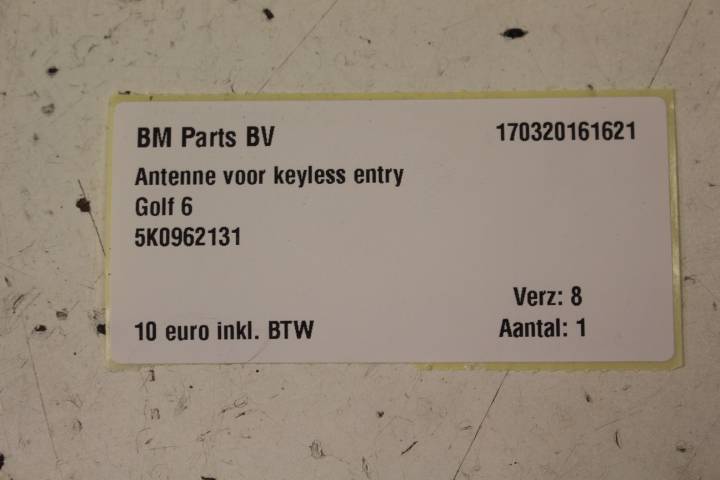 BM Parts BV 170320161621
Antenne voor keyless entry
Golf 6
5K0962131
Verz: 8
10 euro inkl. BTW Aantal: 1